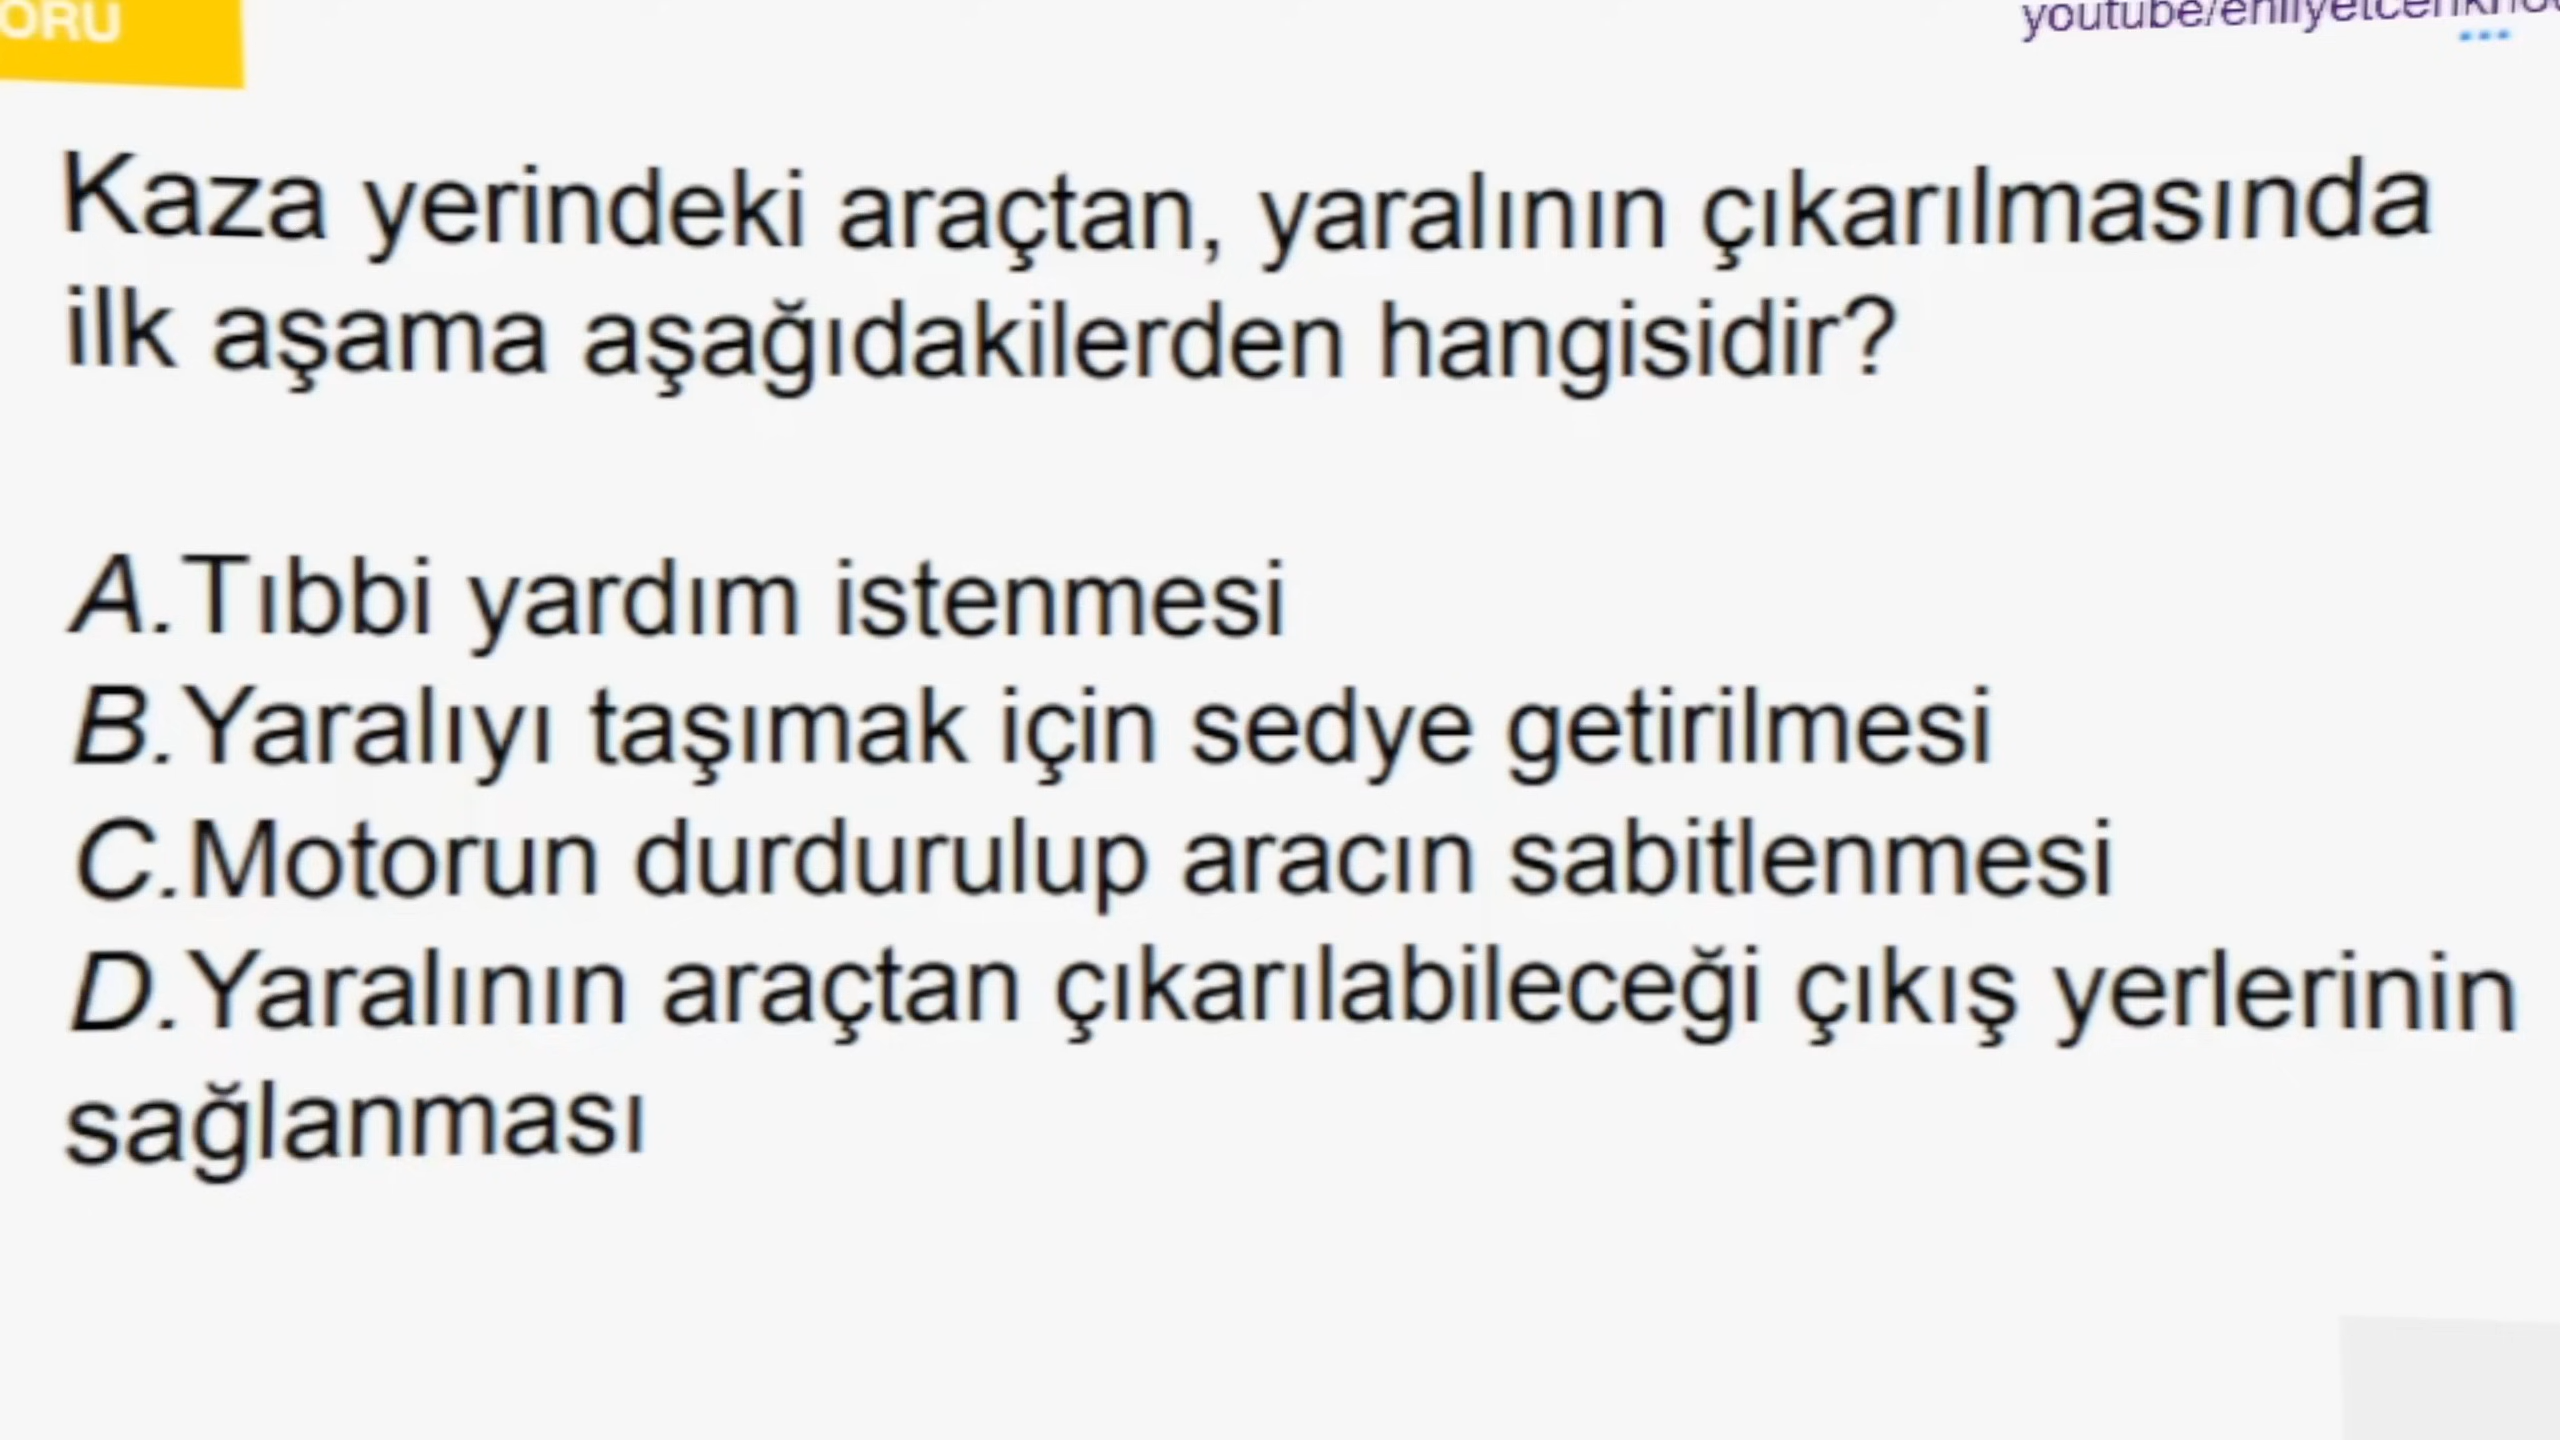 ORU
Kaza yerindeki araçtan, yaralının çıkarılmasında
ilk aşama aşağıdakilerden hangisidir?
A.Tıbbi yardım istenmesi
B.Yaralıyı taşımak için sedye getirilmesi
C.Motorun durdurulup aracın sabitlenmesi
D.Yaralının araçtan çıkarılabileceği çıkış yerlerinin
sağlanması